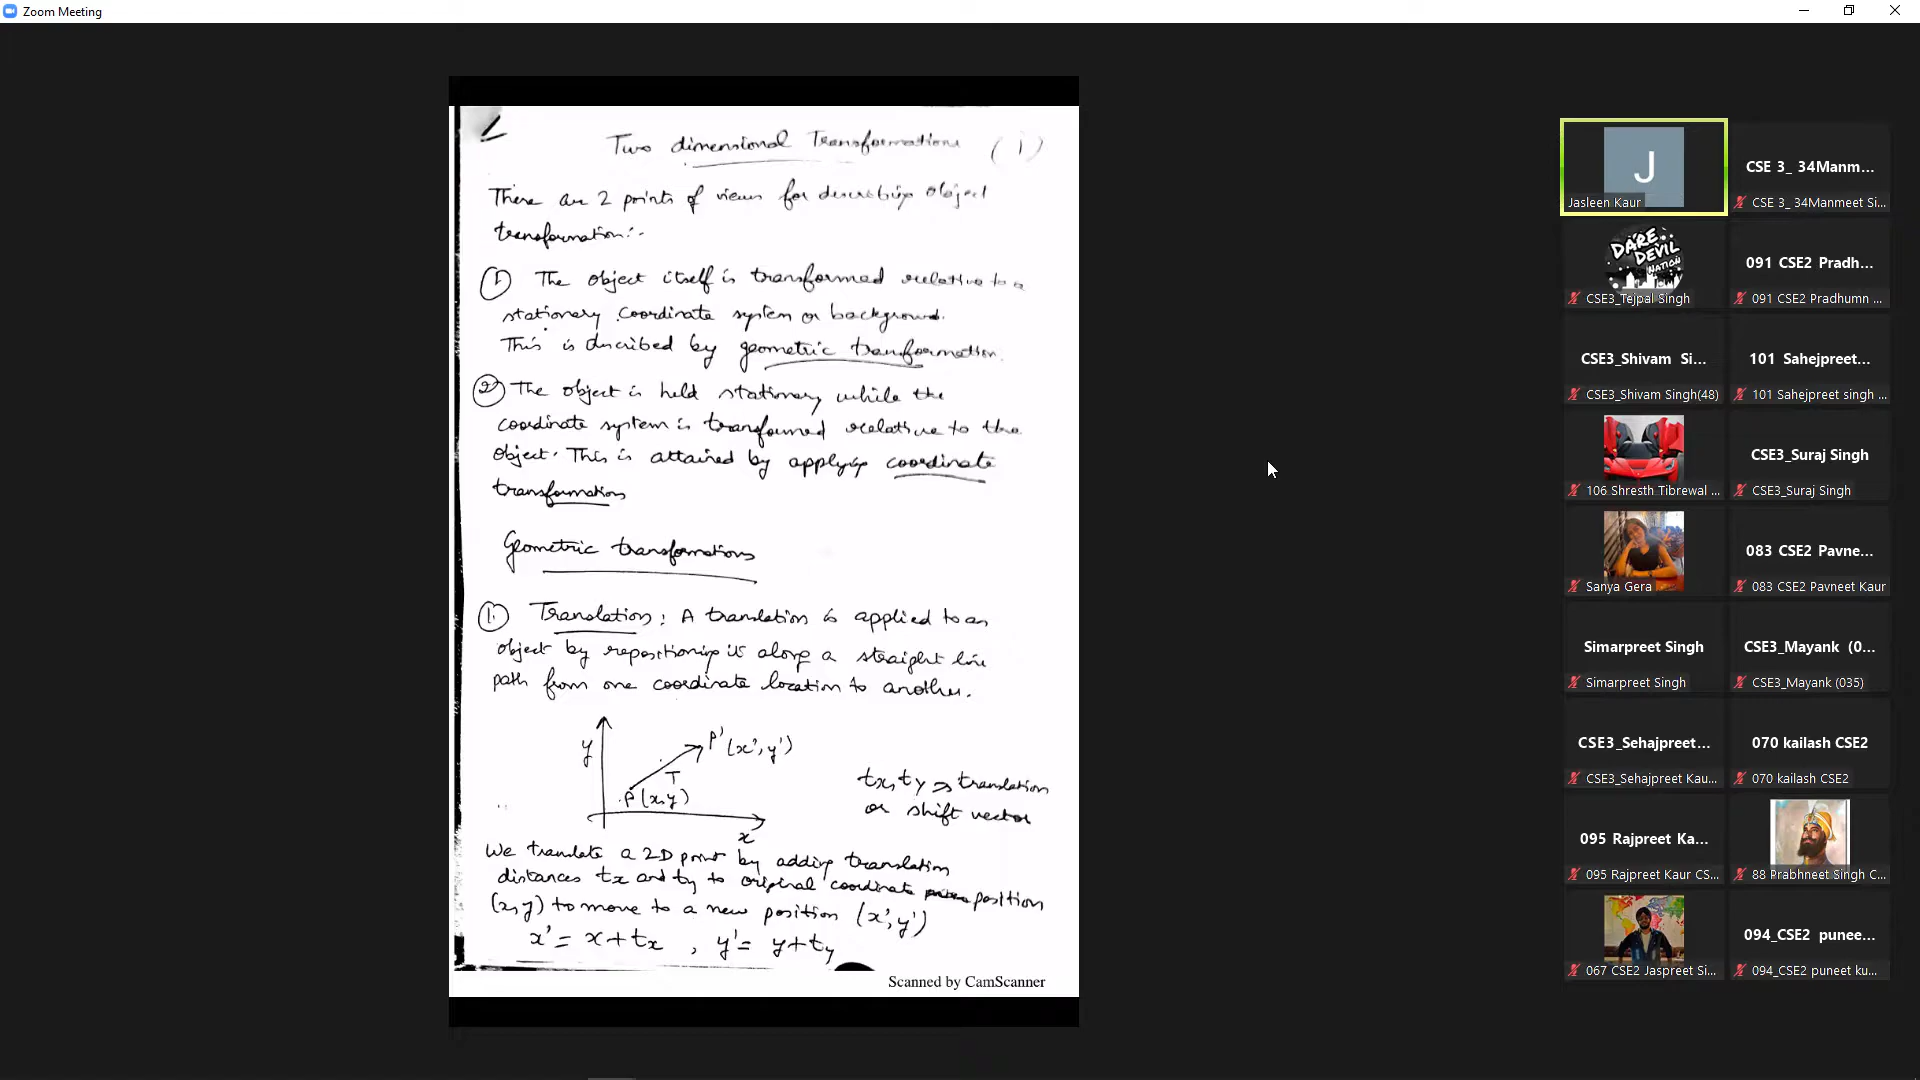 Zoom Meeting
Two dimensional Transformations (1)
There are 2 points of views for describing object
transformation:-
① The object itself is transformed relative to a
stationary coordinate system or background.
This is described by geometric transformation.
② The object is held stationary while the
coordinate system is transformed relative to the
object. This is attained by applying coordinate
transformation
Geometric transformations
①. Translation: A translation is applied to an
object by repositioning it along a straight line
path from one coordinate location to another.
y
P'(x', y')
T
P(x,y)
x
tx, ty => translation
or shift vector
We translate a 2D point by adding translation
distances tx and ty to original coordinate position
(x,y) to move to a new position (x', y')
x' = x+tx , y' = y+ty
Scanned by CamScanner
J
Jasleen Kaur
CSE 3_ 34Manm...
CSE 3_ 34Manmeet Si...
DARE
DEVIL
NATION
CSE3_Tejpal Singh
091 CSE2 Pradh...
091 CSE2 Pradhumn ...
CSE3_Shivam Si...
CSE3_Shivam Singh(48)
101 Sahejpreet...
101 Sahejpreet singh ...
106 Shresth Tibrewal ...
CSE3_Suraj Singh
CSE3_Suraj Singh
Sanya Gera
083 CSE2 Pavne...
083 CSE2 Pavneet Kaur
Simarpreet Singh
Simarpreet Singh
CSE3_Mayank (0...
CSE3_Mayank (035)
CSE3_Sehajpreet...
CSE3_Sehajpreet Kau...
070 kailash CSE2
070 kailash CSE2
095 Rajpreet Ka...
095 Rajpreet Kaur CS...
88 Prabhneet Singh C...
067 CSE2 Jaspreet Si...
094_CSE2 punee...
094_CSE2 puneet ku...